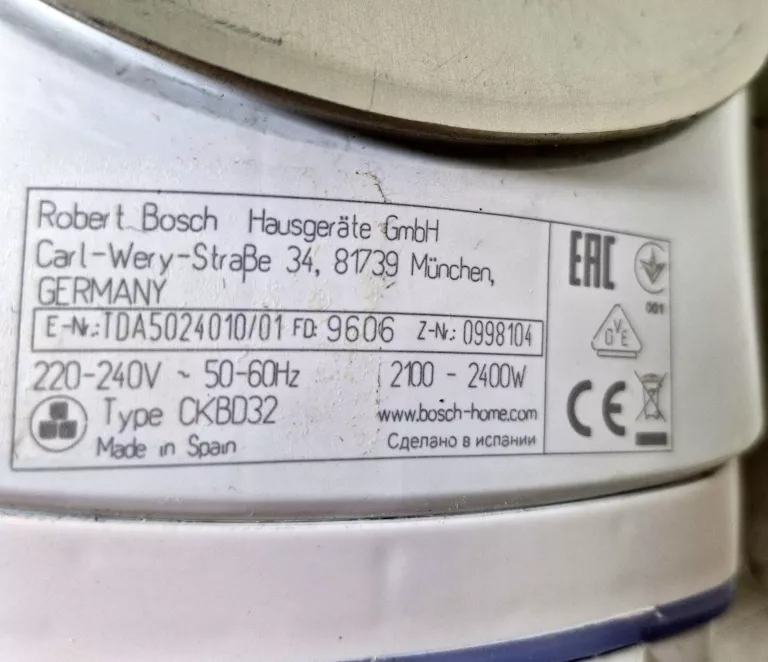 Robert Bosch Hausgeräte GmbH
Carl-Wery-Straße 34, 81739 München,
GERMANY
E-Nr.: TDA5024010/01 FD: 9606 Z-Nr.: 0998104
220-240V ~ 50-60Hz 2100 - 2400W
Type CKBD32 www.bosch-home.com
Made in Spain Сделано в испании
EAC
001
V
G E
CE